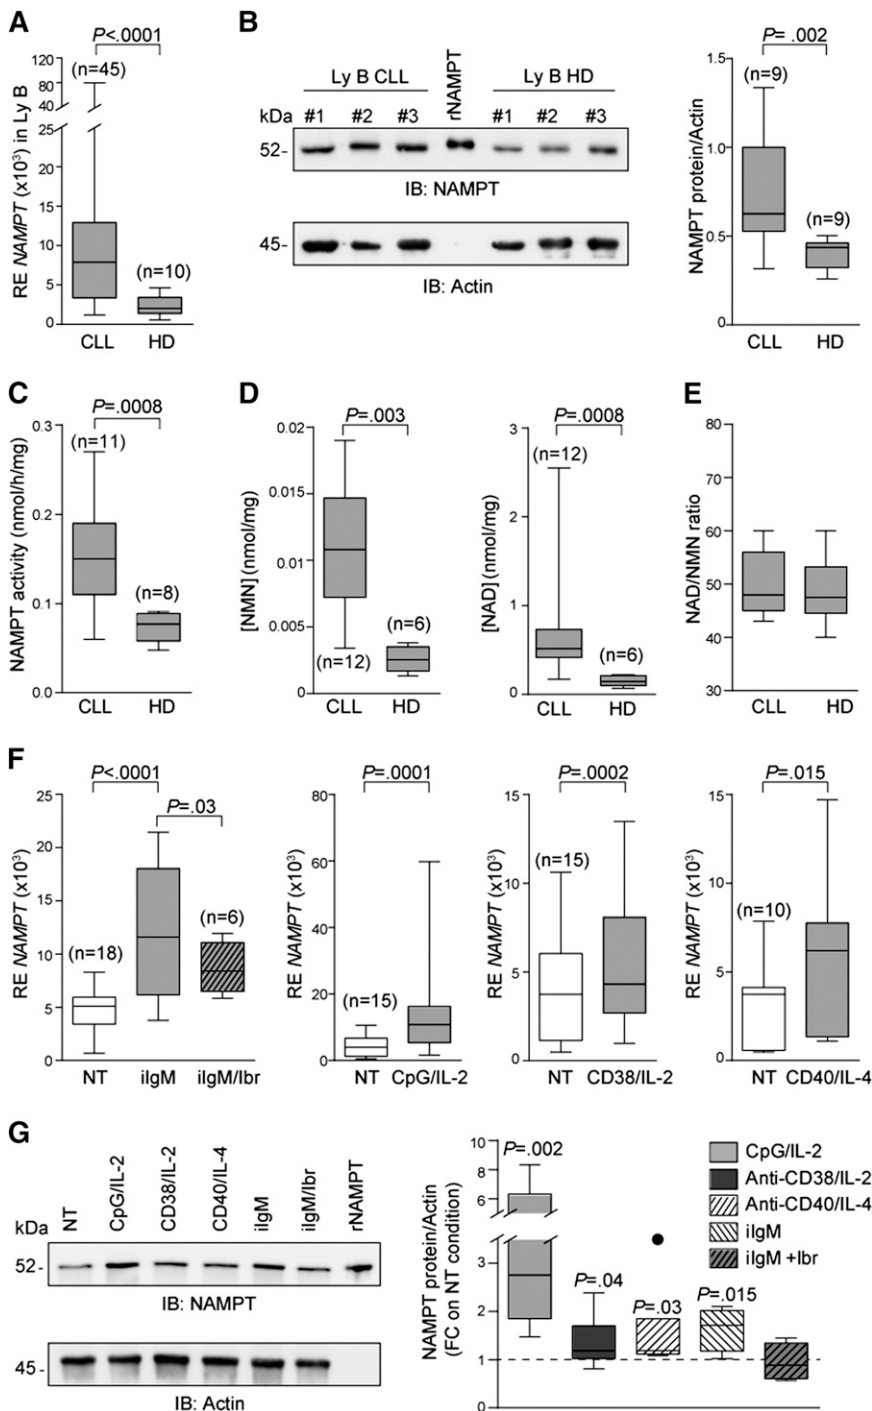 A
P<.0001
(n=45)
120
80
40
25
20
15
10
5
0
RE NAMPT (x10³) in Ly B
(n=10)
CLL
HD
B
Ly B CLL
rNAMPT
Ly B HD
kDa
#1
#2
#3
#1
#2
#3
52-
IB: NAMPT
45-
IB: Actin
P= .002
1.5
1.0
0.5
0
NAMPT protein/Actin
(n=9)
(n=9)
CLL
HD
C
P=.0008
0.3
0.2
0.1
0.0
NAMPT activity (nmol/h/mg)
(n=11)
(n=8)
CLL
HD
D
P=.003
0.02
0.015
0.01
0.005
0
[NMN] (nmol/mg)
(n=12)
(n=6)
CLL
HD
P=.0008
3
2
1
0
[NAD] (nmol/mg)
(n=12)
(n=6)
CLL
HD
E
80
70
60
50
40
30
NAD/NMN ratio
CLL
HD
F
P<.0001
P=.03
25
20
15
10
5
0
RE NAMPT (x10³)
(n=18)
(n=6)
NT
iIgM
iIgM/Ibr
P=.0001
80
60
40
20
0
RE NAMPT (x10³)
(n=15)
NT
CpG/IL-2
P=.0002
15
10
5
0
RE NAMPT (x10³)
(n=15)
NT
CD38/IL-2
P=.015
15
10
5
0
RE NAMPT (x10³)
(n=10)
NT
CD40/IL-4
G
kDa
NT
CpG/IL-2
CD38/IL-2
CD40/IL-4
iIgM
iIgM/Ibr
rNAMPT
52-
IB: NAMPT
45-
IB: Actin
10
8
6
3
2
1
0
NAMPT protein/Actin
(FC on NT condition)
P=.002
P=.04
P=.03
P=.015
CpG/IL-2
Anti-CD38/IL-2
Anti-CD40/IL-4
iIgM
iIgM +Ibr